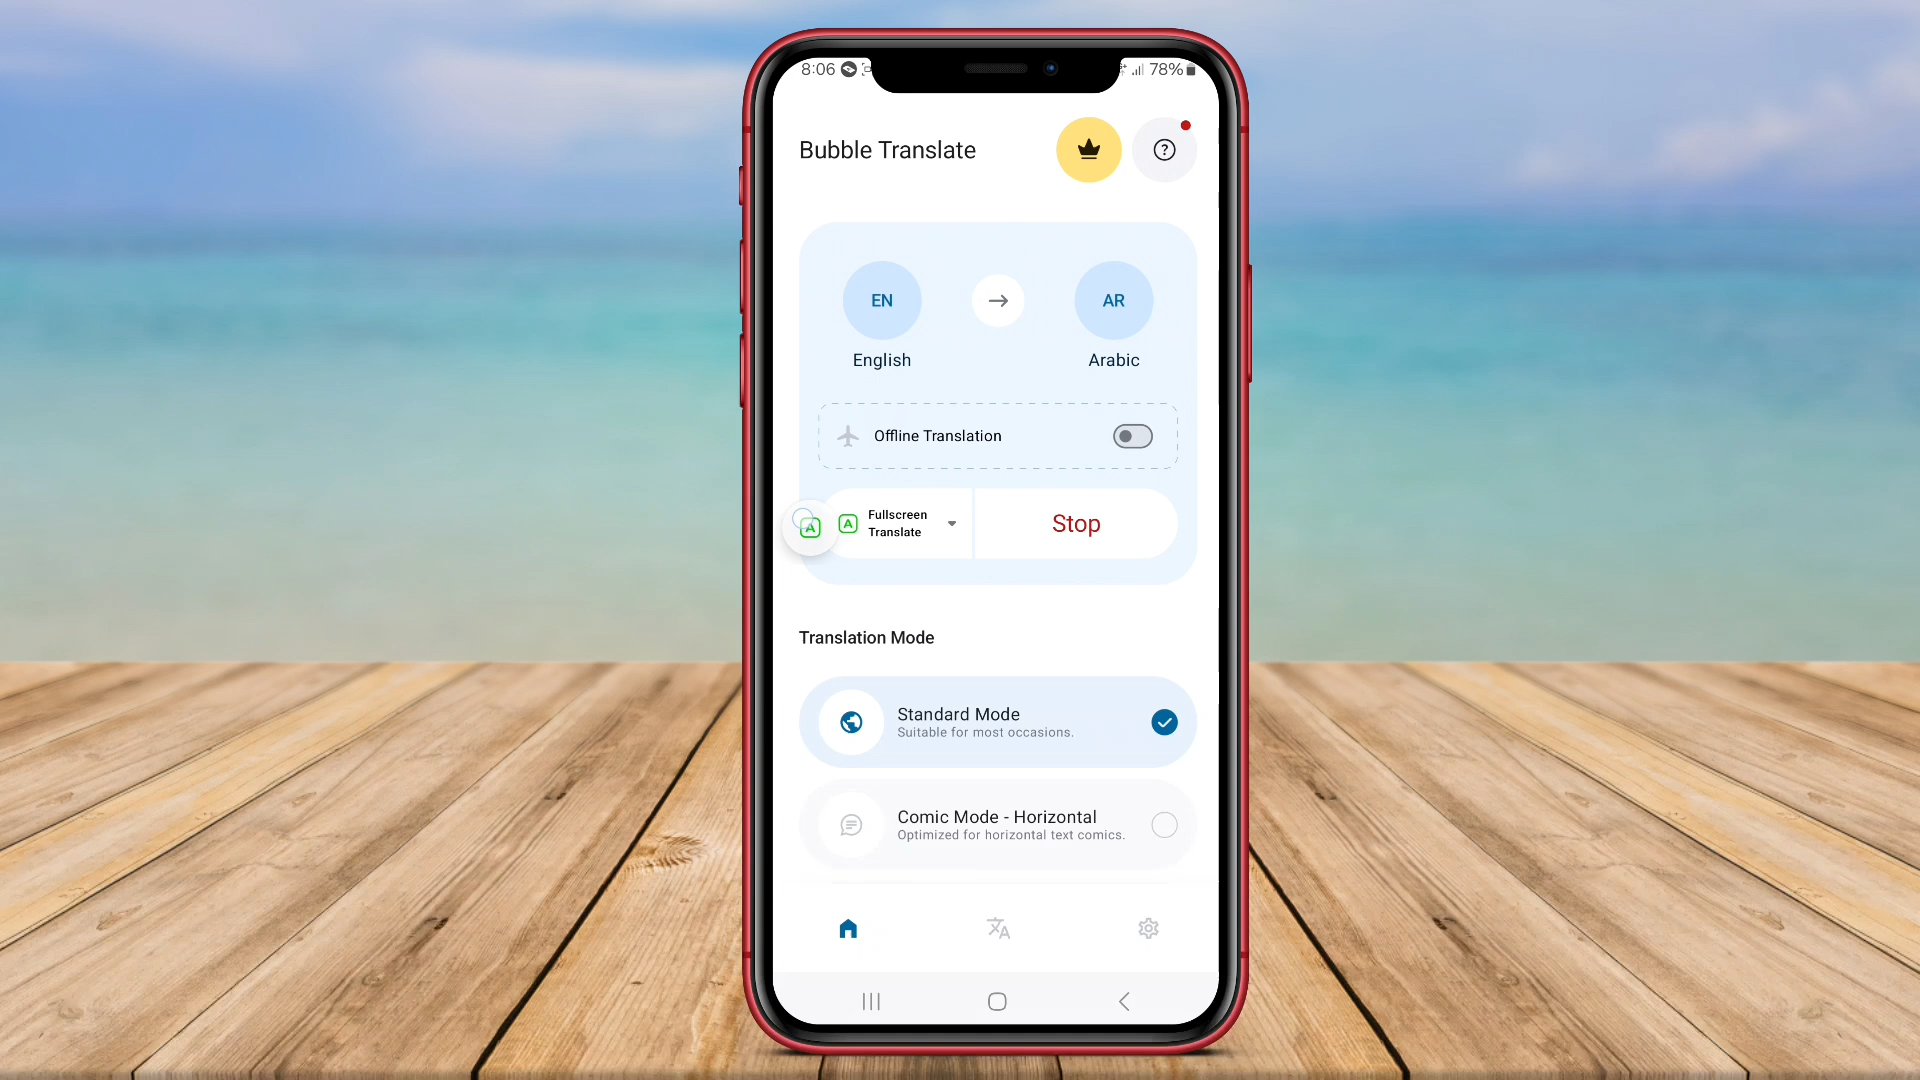 8:06
78%
Bubble Translate
EN
AR
English
Arabic
Offline Translation
A
A
Fullscreen
Translate
Stop
Translation Mode
Standard Mode
Suitable for most occasions.
Comic Mode - Horizontal
Optimized for horizontal text comics.